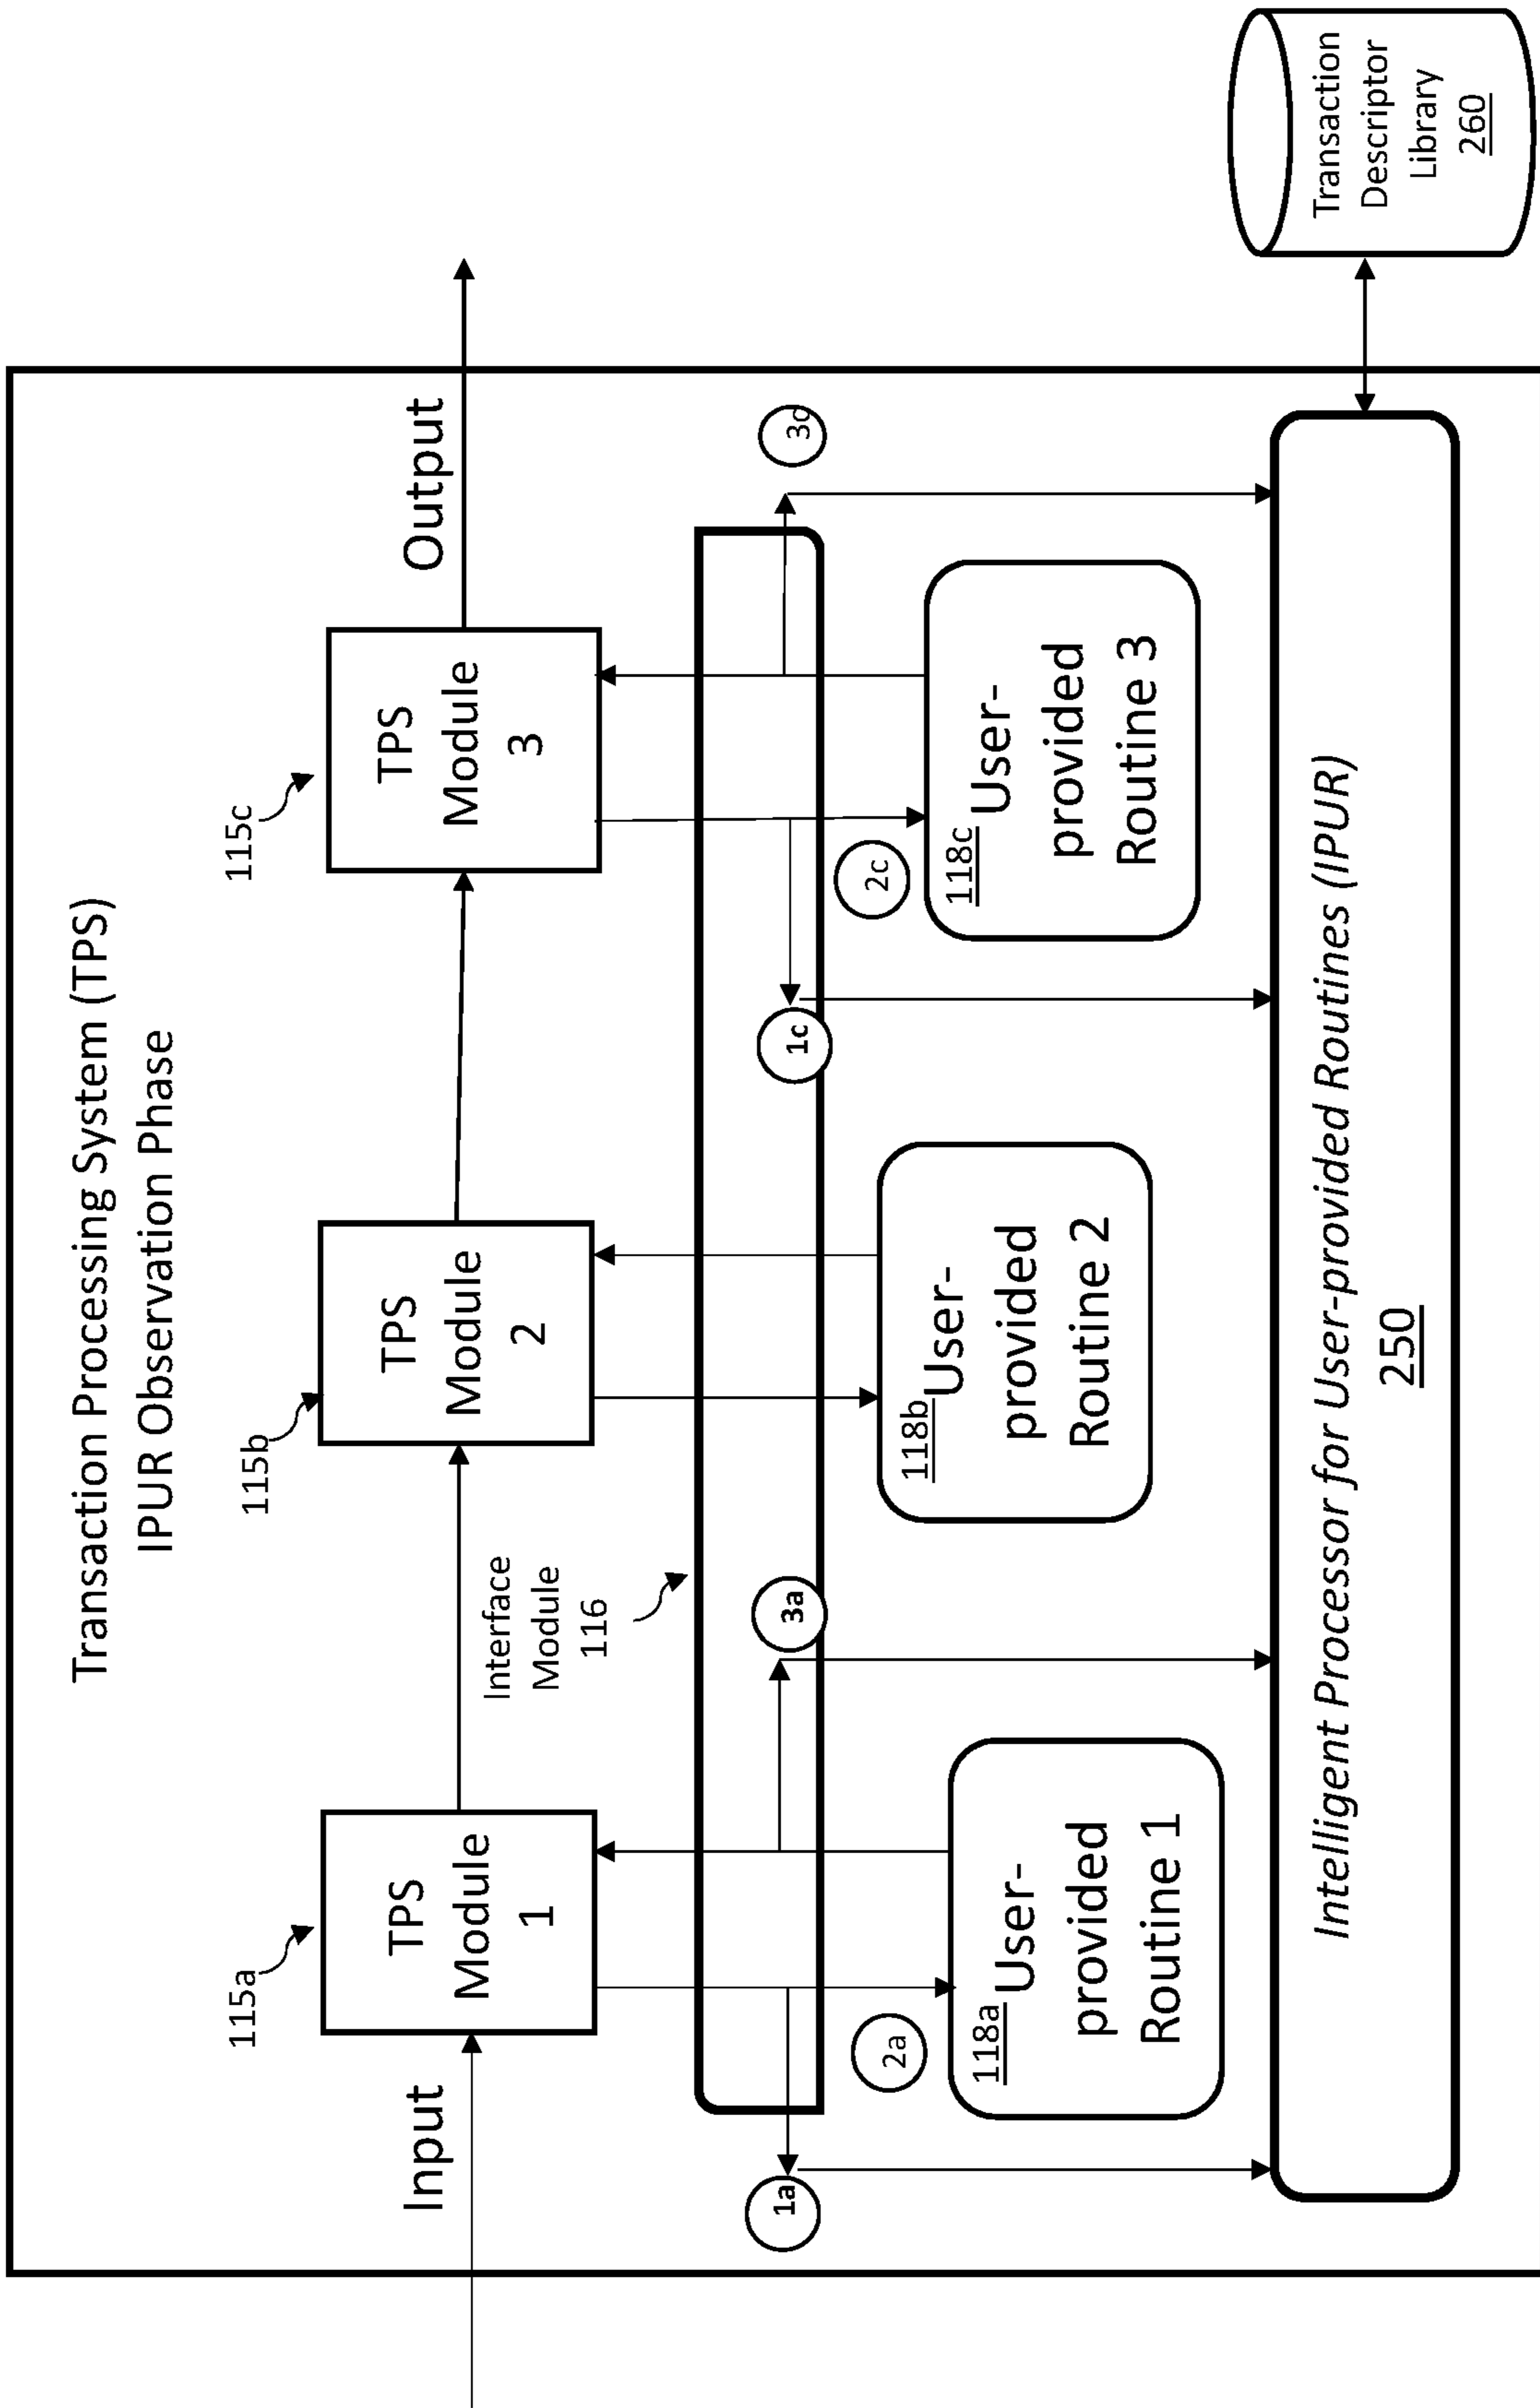 Transaction Processing System (TPS)
IPUR Observation Phase
115a
115b
115c
Input
TPS
Module
1
TPS
Module
2
TPS
Module
3
Output
Interface
Module
116
1a
3a
1c
3c
2a
2c
118a
User-
provided
Routine 1
118b
User-
provided
Routine 2
118c
User-
provided
Routine 3
Intelligent Processor for User-provided Routines (IPUR)
250
Transaction
Descriptor
Library
260